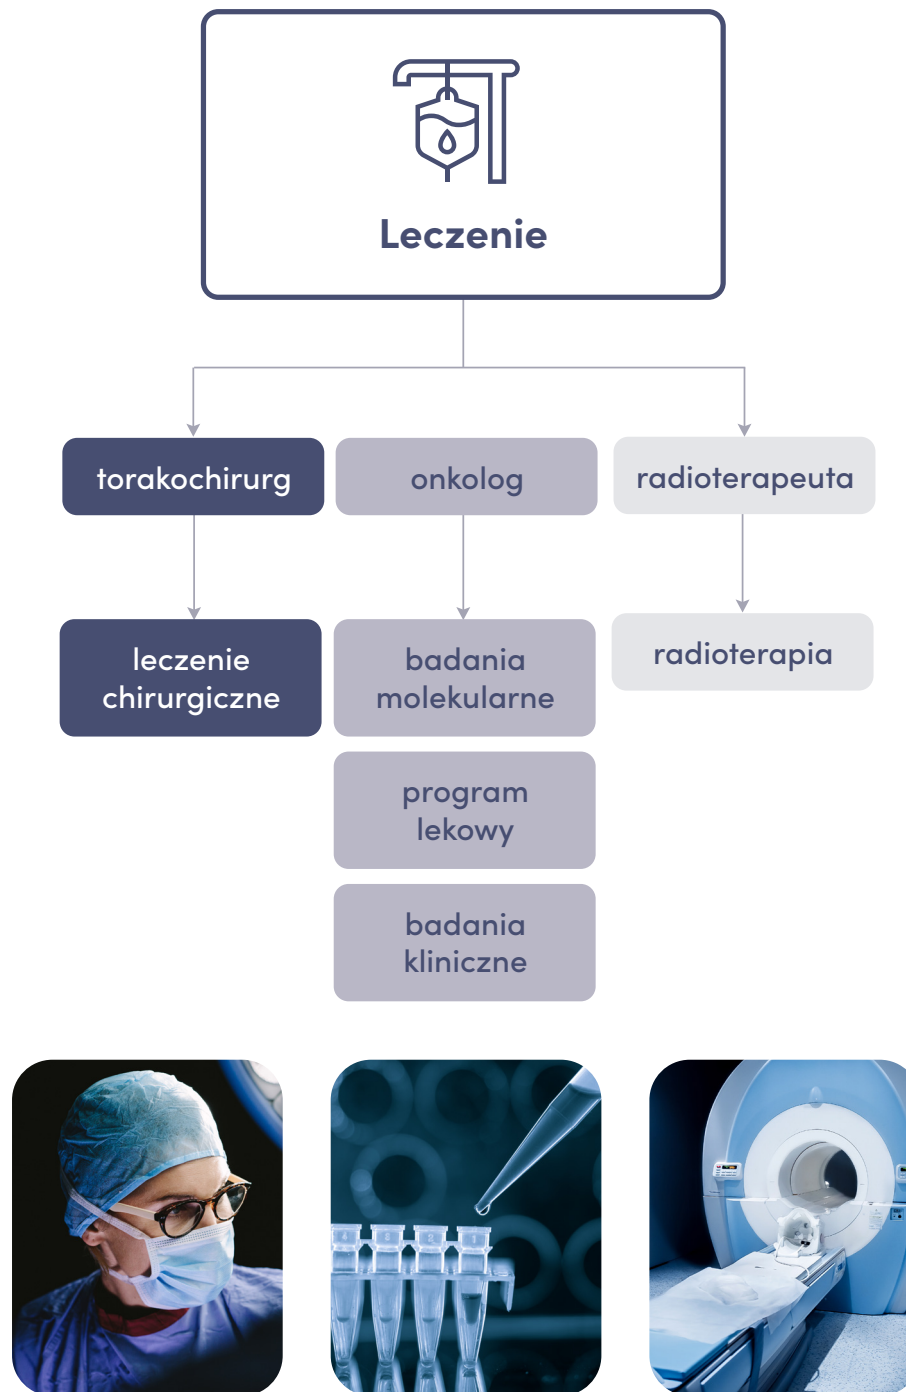 Leczenie
torakochirurg
onkolog
radioterapeuta
leczenie
chirurgiczne
badania
molekularne
radioterapia
program
lekowy
badania
kliniczne